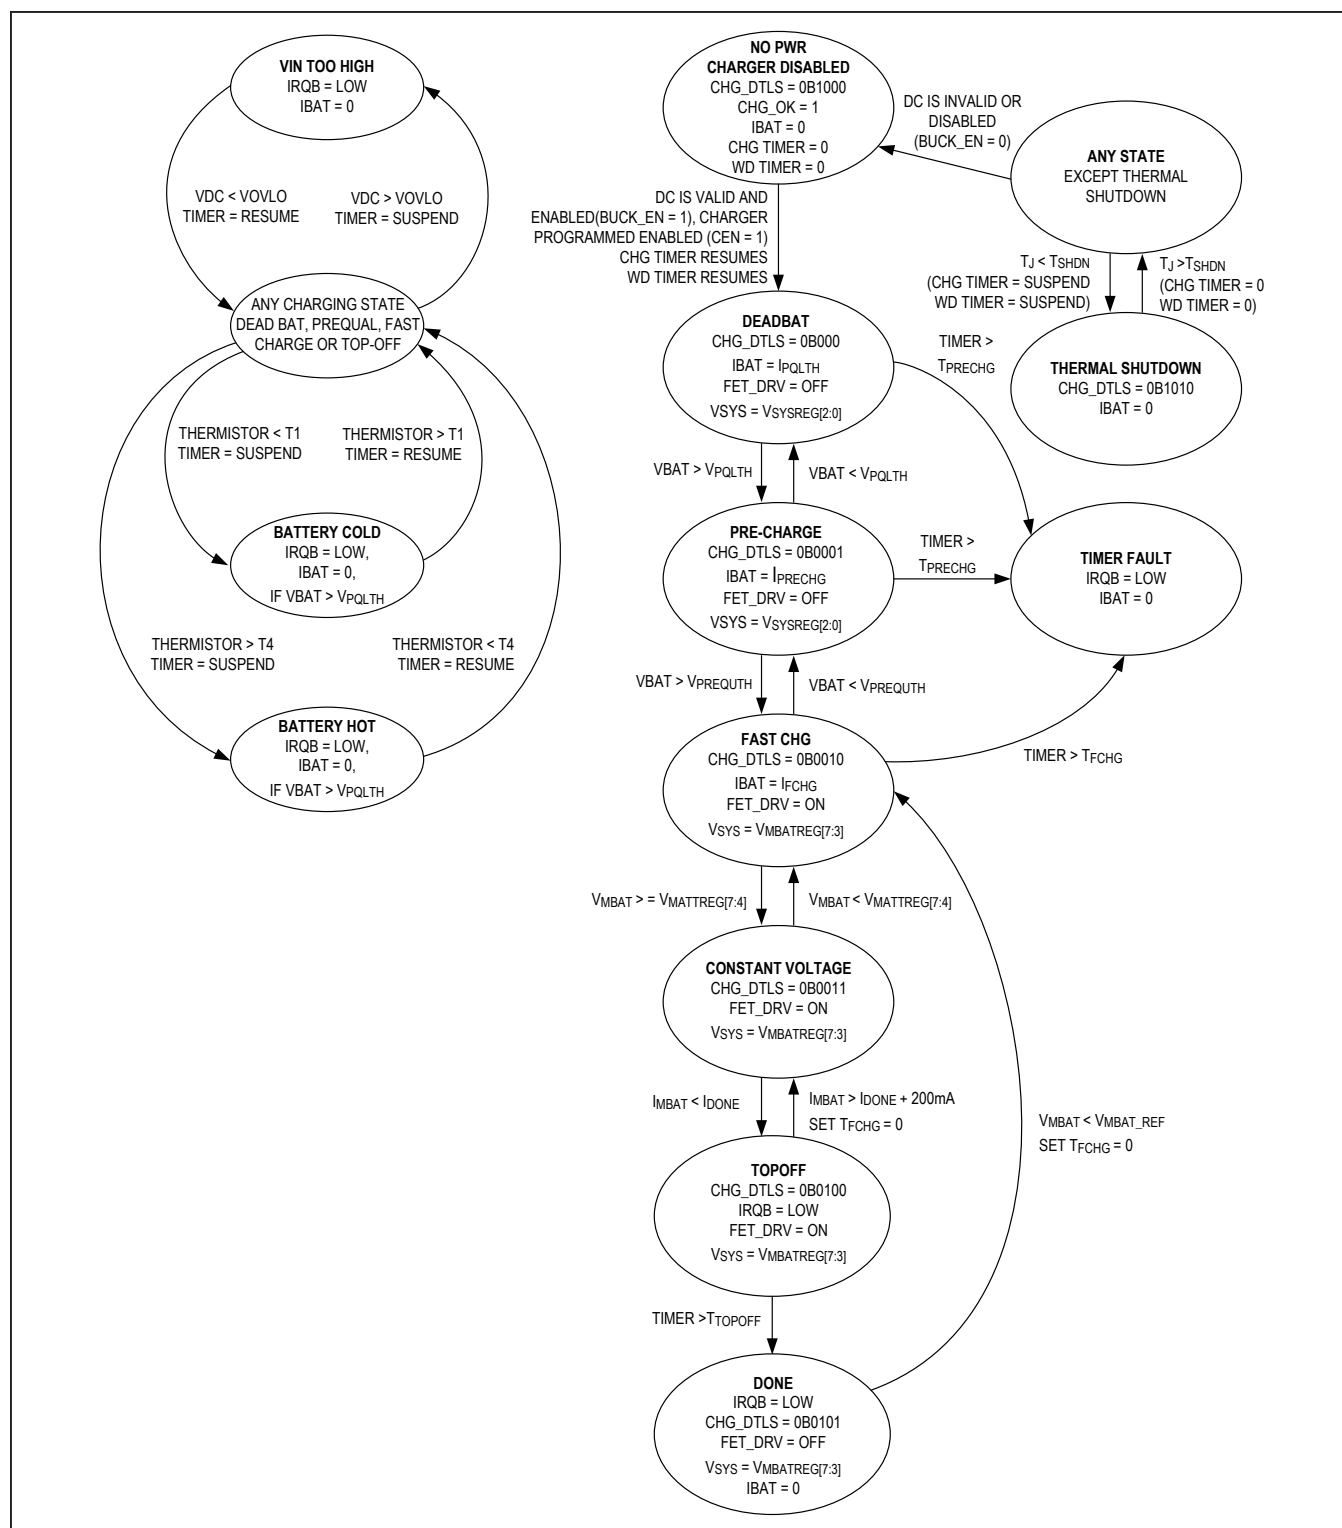 VIN TOO HIGH
IRQB = LOW
IBAT = 0
VDC < VOVLO
TIMER = RESUME
VDC > VOVLO
TIMER = SUSPEND
ANY CHARGING STATE
DEAD BAT, PREQUAL, FAST
CHARGE OR TOP-OFF
THERMISTOR < T1
TIMER = SUSPEND
THERMISTOR > T1
TIMER = RESUME
BATTERY COLD
IRQB = LOW,
IBAT = 0,
IF VBAT > VPQLTH
THERMISTOR > T4
TIMER = SUSPEND
THERMISTOR < T4
TIMER = RESUME
BATTERY HOT
IRQB = LOW,
IBAT = 0,
IF VBAT > VPQLTH
NO PWR
CHARGER DISABLED
CHG_DTLS = 0B1000
CHG_OK = 1
IBAT = 0
CHG TIMER = 0
WD TIMER = 0
DC IS INVALID OR
DISABLED
(BUCK_EN = 0)
ANY STATE
EXCEPT THERMAL
SHUTDOWN
DC IS VALID AND
ENABLED(BUCK_EN = 1), CHARGER
PROGRAMMED ENABLED (CEN = 1)
CHG TIMER RESUMES
WD TIMER RESUMES
TJ < TSHDN
(CHG TIMER = SUSPEND
WD TIMER = SUSPEND)
TJ >TSHDN
(CHG TIMER = 0
WD TIMER = 0)
THERMAL SHUTDOWN
CHG_DTLS = 0B1010
IBAT = 0
DEADBAT
CHG_DTLS = 0B000
IBAT = IPQLTH
FET_DRV = OFF
VSYS = VSYSREG[2:0]
TIMER >
TPRECHG
VBAT > VPQLTH
VBAT < VPQLTH
PRE-CHARGE
CHG_DTLS = 0B0001
IBAT = IPRECHG
FET_DRV = OFF
VSYS = VSYSREG[2:0]
TIMER >
TPRECHG
TIMER FAULT
IRQB = LOW
IBAT = 0
VBAT > VPREQUTH
VBAT < VPREQUTH
FAST CHG
CHG_DTLS = 0B0010
IBAT = IFCHG
FET_DRV = ON
VSYS = VMBATREG[7:3]
TIMER > TFCHG
VMBAT > = VMATTREG[7:4]
VMBAT < VMATTREG[7:4]
CONSTANT VOLTAGE
CHG_DTLS = 0B0011
FET_DRV = ON
VSYS = VMBATREG[7:3]
IMBAT < IDONE
IMBAT > IDONE + 200mA
SET TFCHG = 0
VMBAT < VMBAT_REF
SET TFCHG = 0
TOPOFF
CHG_DTLS = 0B0100
IRQB = LOW
FET_DRV = ON
VSYS = VMBATREG[7:3]
TIMER >TTOPOFF
DONE
IRQB = LOW
CHG_DTLS = 0B0101
FET_DRV = OFF
VSYS = VMBATREG[7:3]
IBAT = 0